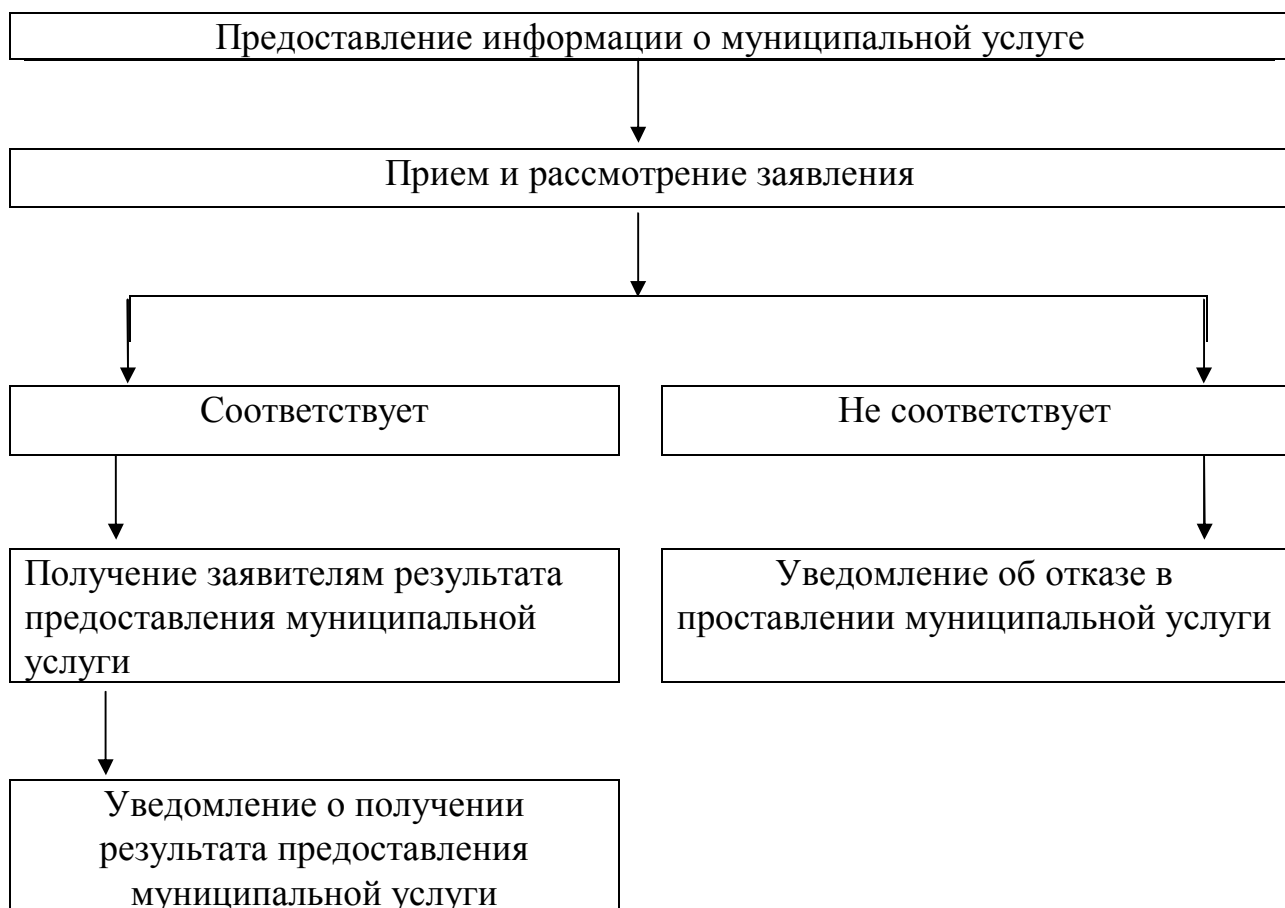 Предоставление информации о муниципальной услуге
Прием и рассмотрение заявления
Соответствует
Не соответствует
Получение заявителям результата
предоставления муниципальной
услуги
Уведомление об отказе в
проставлении муниципальной услуги
Уведомление о получении
результата предоставления
муниципальной услуги